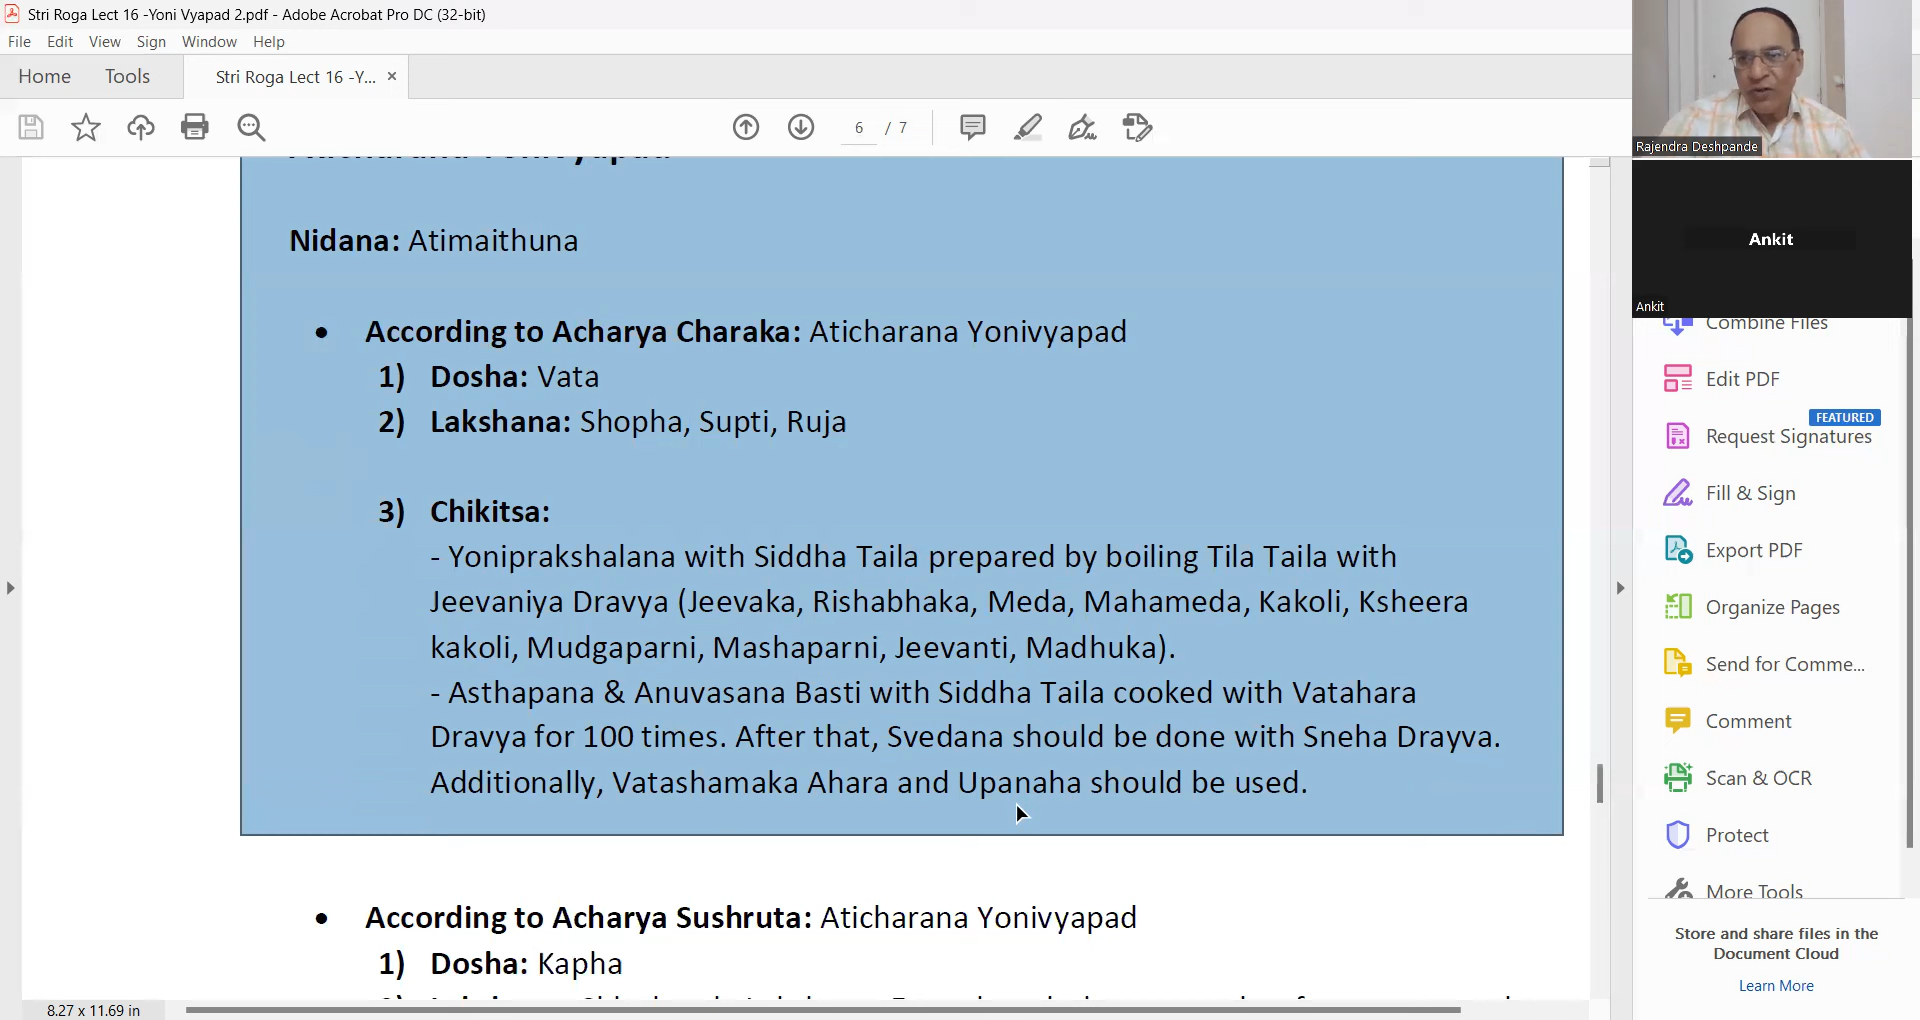 Stri Roga Lect 16 -Yoni Vyapad 2.pdf - Adobe Acrobat Pro DC (32-bit)
File Edit View Sign Window Help
Home Tools Stri Roga Lect 16 -Y... ×
6 / 7
Nidana: Atimaithuna
• According to Acharya Charaka: Aticharana Yonivyapad
1) Dosha: Vata
2) Lakshana: Shopha, Supti, Ruja
3) Chikitsa:
- Yoniprakshalana with Siddha Taila prepared by boiling Tila Taila with
Jeevaniya Dravya (Jeevaka, Rishabhaka, Meda, Mahameda, Kakoli, Ksheera
kakoli, Mudgaparni, Mashaparni, Jeevanti, Madhuka).
- Asthapana & Anuvasana Basti with Siddha Taila cooked with Vatahara
Dravya for 100 times. After that, Svedana should be done with Sneha Drayva.
Additionally, Vatashamaka Ahara and Upanaha should be used.
• According to Acharya Sushruta: Aticharana Yonivyapad
1) Dosha: Kapha
8.27 x 11.69 in
Rajendra Deshpande
Ankit
Ankit
Combine Files
Edit PDF
FEATURED
Request Signatures
Fill & Sign
Export PDF
Organize Pages
Send for Comme...
Comment
Scan & OCR
Protect
More Tools
Store and share files in the
Document Cloud
Learn More